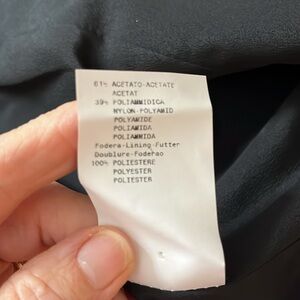 61% ACETATO-ACETATE
ACETAT
39% POLIAMMIDICA
NYLON-POLYAMID
POLYAMIDE
POLIAMIDA
POLIAMMIDA
Fodera-Lining-Futter
Doublure-Fodehao
100% POLIESTERE
POLYESTER
POLIESTER